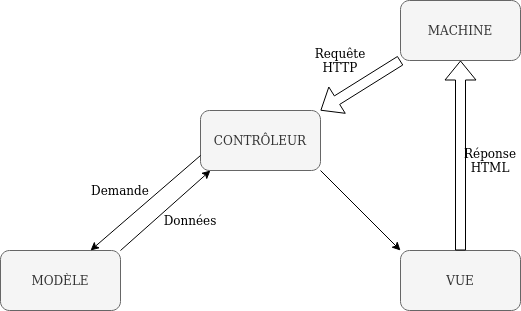 MACHINE
Requête
HTTP
CONTRÔLEUR
Réponse
HTML
Demande
Données
MODÈLE
VUE